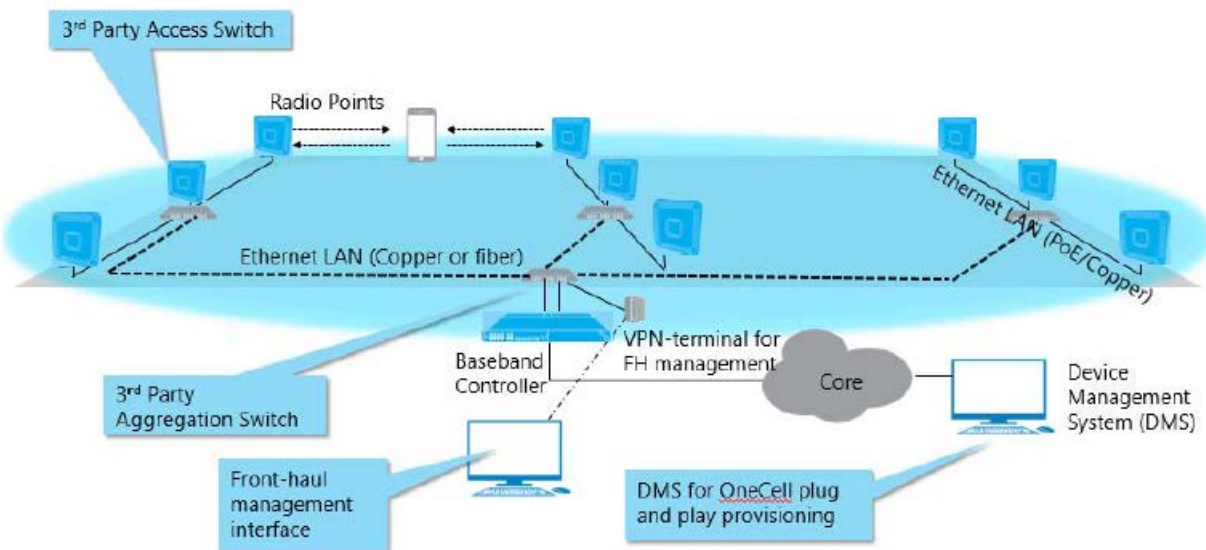 3rd Party Access Switch
Radio Points
Ethernet LAN (PoE/Copper)
Ethernet LAN (Copper or fiber)
VPN-terminal for
FH management
Baseband
Controller
Core
Device
Management
System (DMS)
3rd Party
Aggregation Switch
Front-haul
management
interface
DMS for OneCell plug
and play provisioning